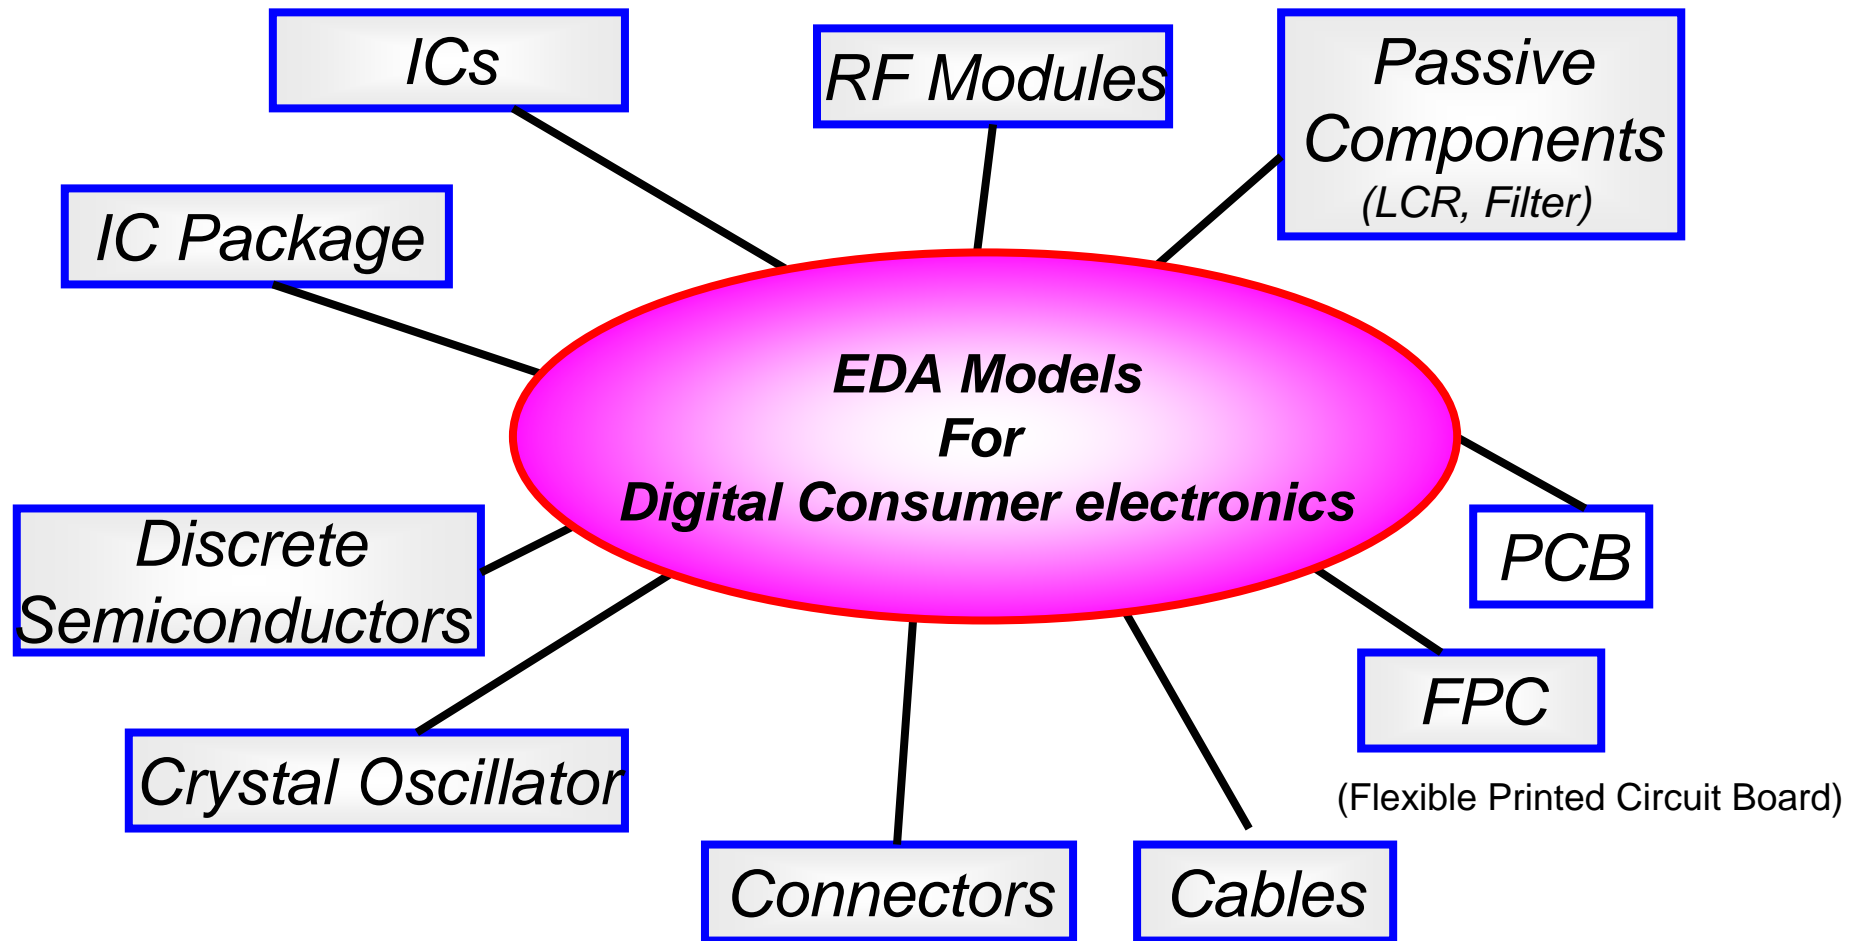 ICs
RF Modules
Passive
Components
(LCR, Filter)
IC Package
EDA Models
For
Digital Consumer electronics
Discrete
Semiconductors
PCB
FPC
(Flexible Printed Circuit Board)
Crystal Oscillator
Connectors
Cables